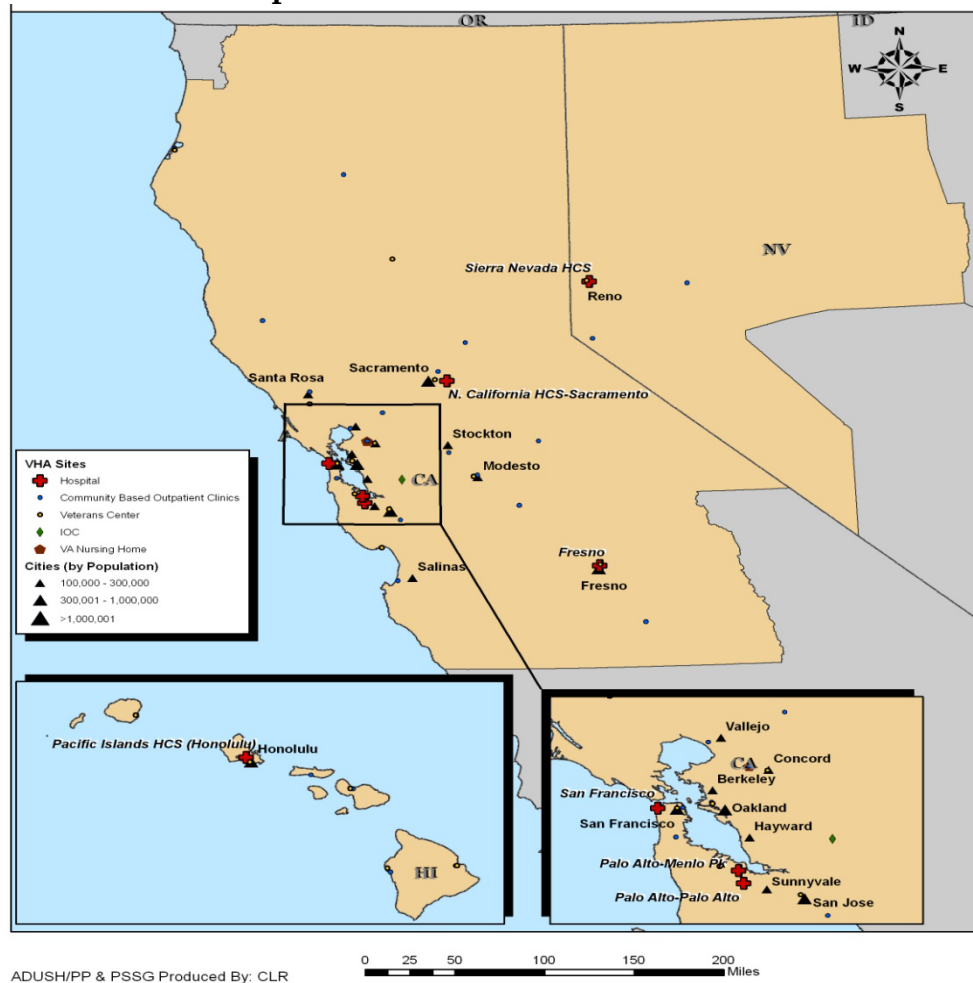 OR
ID
N
W
E
S
NV
Sierra Nevada HCS
Reno
Sacramento
N. California HCS-Sacramento
Santa Rosa
Stockton
Modesto
CA
Fresno
Fresno
Salinas
VHA Sites
Hospital
Community Based Outpatient Clinics
Veterans Center
IOC
VA Nursing Home
Cities (by Population)
100,000 - 300,000
300,001 - 1,000,000
>1,000,001
Pacific Islands HCS (Honolulu)
Honolulu
HI
Vallejo
CA
Concord
Berkeley
San Francisco
Oakland
San Francisco
Hayward
Palo Alto-Menlo Pk
Sunnyvale
Palo Alto-Palo Alto
San Jose
0 25 50 100 150 200
Miles
ADUSH/PP & PSSG Produced By: CLR